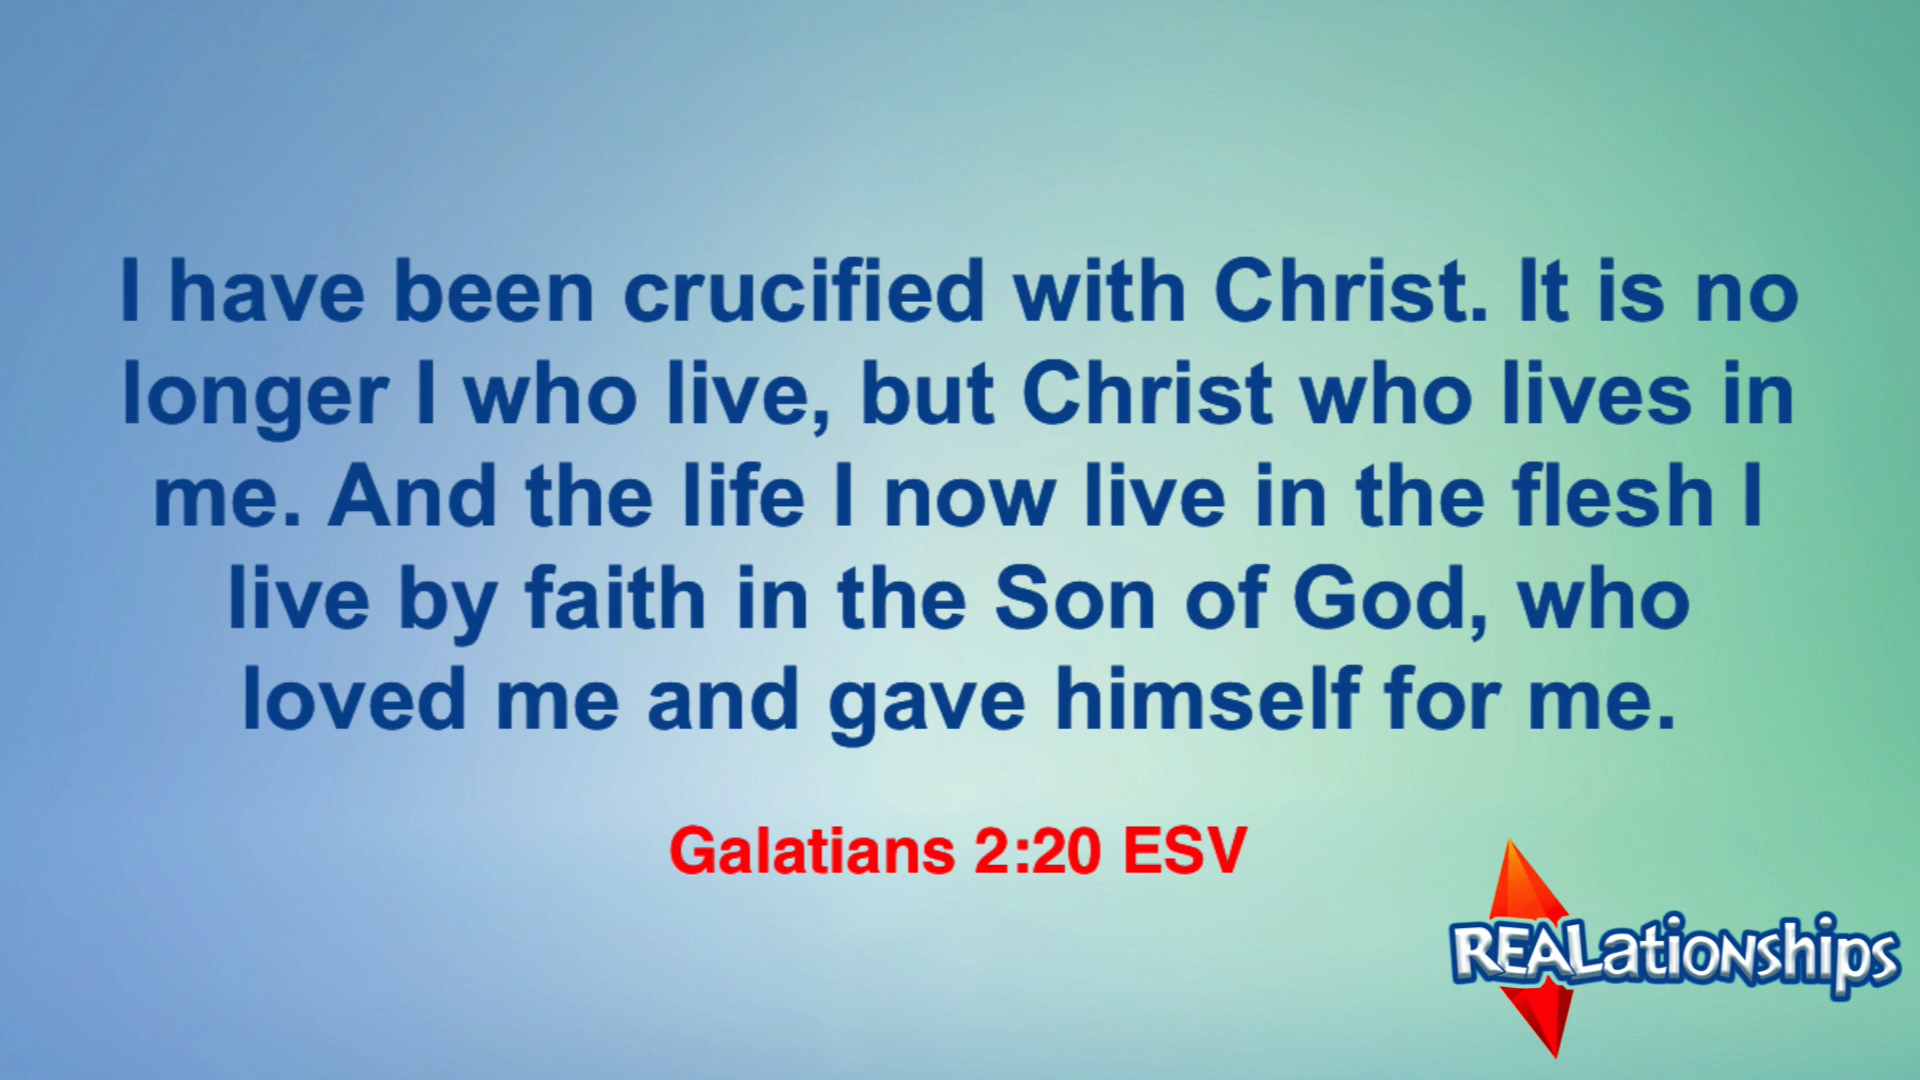 I have been crucified with Christ. It is no
longer I who live, but Christ who lives in
me. And the life I now live in the flesh I
live by faith in the Son of God, who
loved me and gave himself for me.
Galatians 2:20 ESV
REALationships